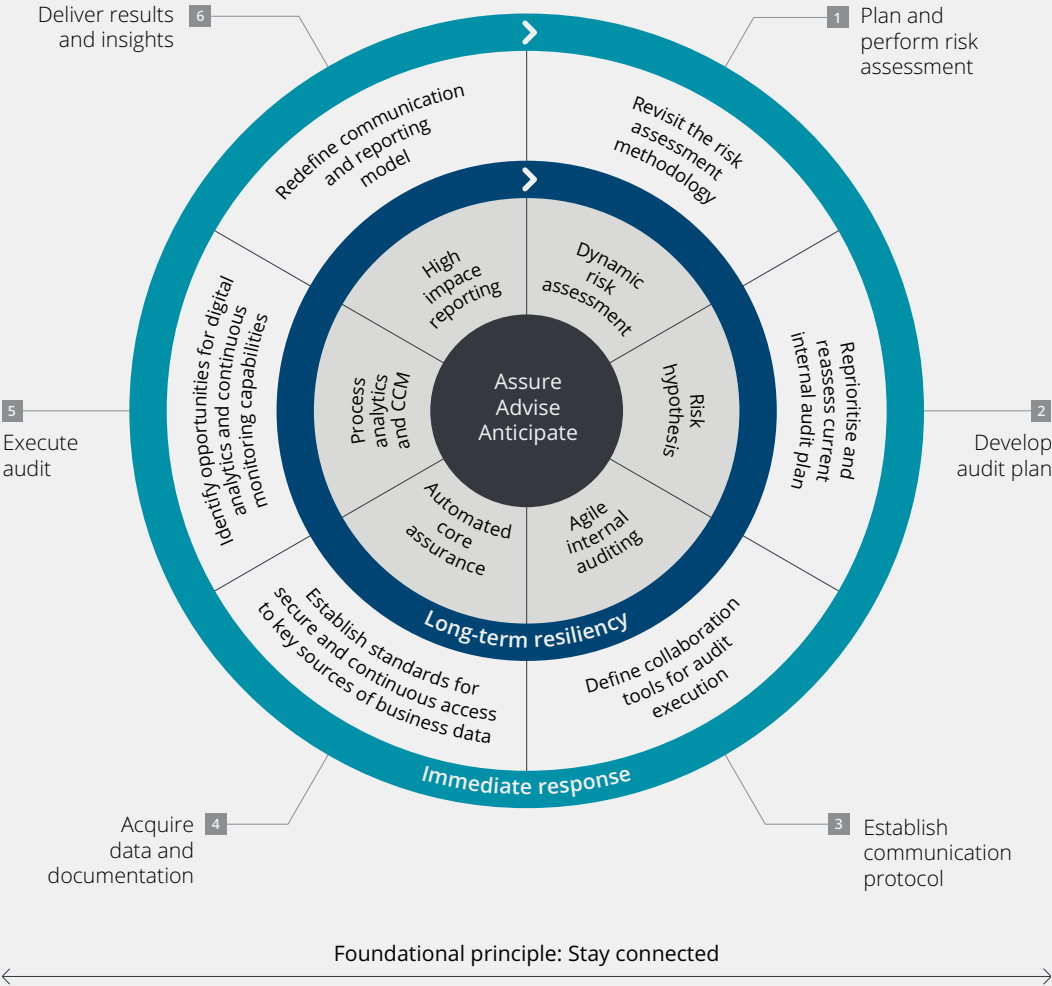 Deliver results
and insights
6
1
Plan and
perform risk
assessment
Redefine communication
and reporting
model
Revisit the risk
assessment
methodology
High
impace
reporting
Dynamic
risk
assessment
Identify opportunities for digital
analytics and continuous
monitoring capabilities
Process
analytics
and CCM
Assure
Advise
Anticipate
Risk
hypothesis
Reprioritise and
reassess current
internal audit plan
5
Execute
audit
2
Develop
audit plan
Automated
core
assurance
Agile
internal
auditing
Long-term resiliency
Establish standards for
secure and continuous access
to key sources of business data
Define collaboration
tools for audit
execution
Immediate response
Acquire
data and
documentation
4
3
Establish
communication
protocol
Foundational principle: Stay connected